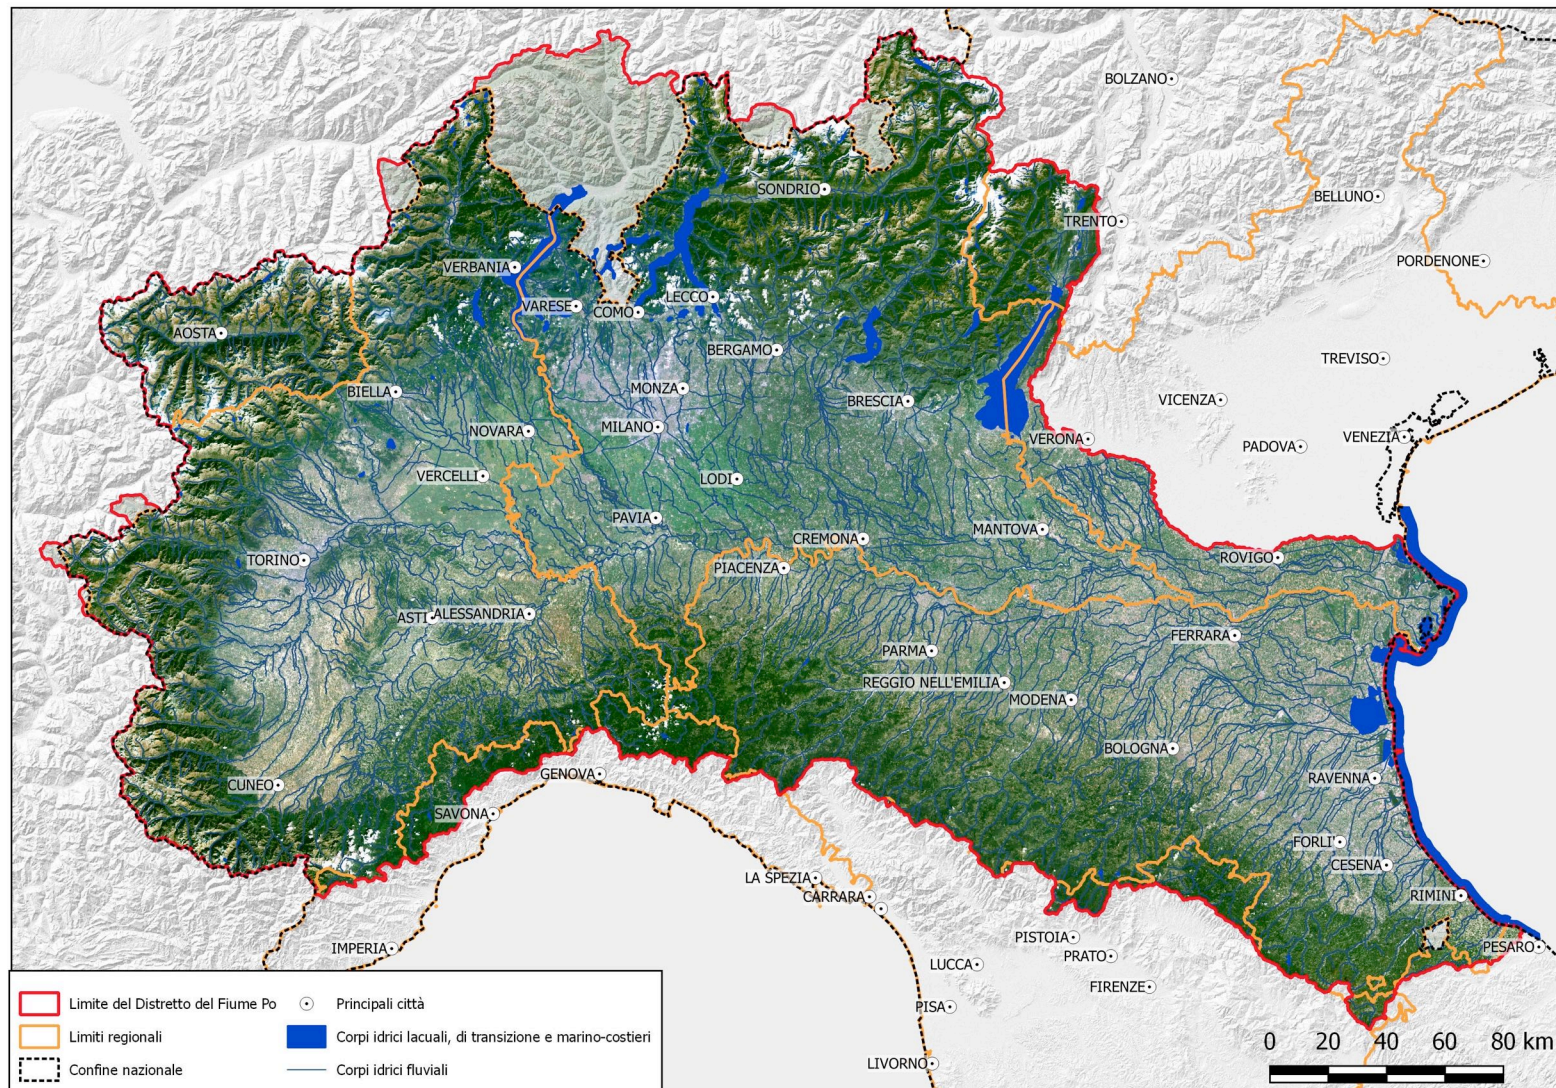 BOLZANO
SONDRIO
BELLUNO
TRENTO
VERBANIA
PORDENONE
VARESE
LECCO
COMO
AOSTA
BERGAMO
TREVISO
BIELLA
MONZA
BRESCIA
VICENZA
NOVARA
MILANO
VERONA
PADOVA
VENEZIA
VERCELLI
LODI
PAVIA
CREMONA
MANTOVA
TORINO
PIACENZA
ROVIGO
ASTI
ALESSANDRIA
FERRARA
PARMA
REGGIO NELL'EMILIA
MODENA
BOLOGNA
CUNEO
GENOVA
RAVENNA
SAVONA
FORLI'
CESENA
LA SPEZIA
CARRARA
RIMINI
IMPERIA
PISTOIA
PESARO
PRATO
LUCCA
FIRENZE
PISA
LIVORNO
Limite del Distretto del Fiume Po
Principali città
Limiti regionali
Corpi idrici lacuali, di transizione e marino-costieri
Confine nazionale
Corpi idrici fluviali
0 20 40 60 80 km